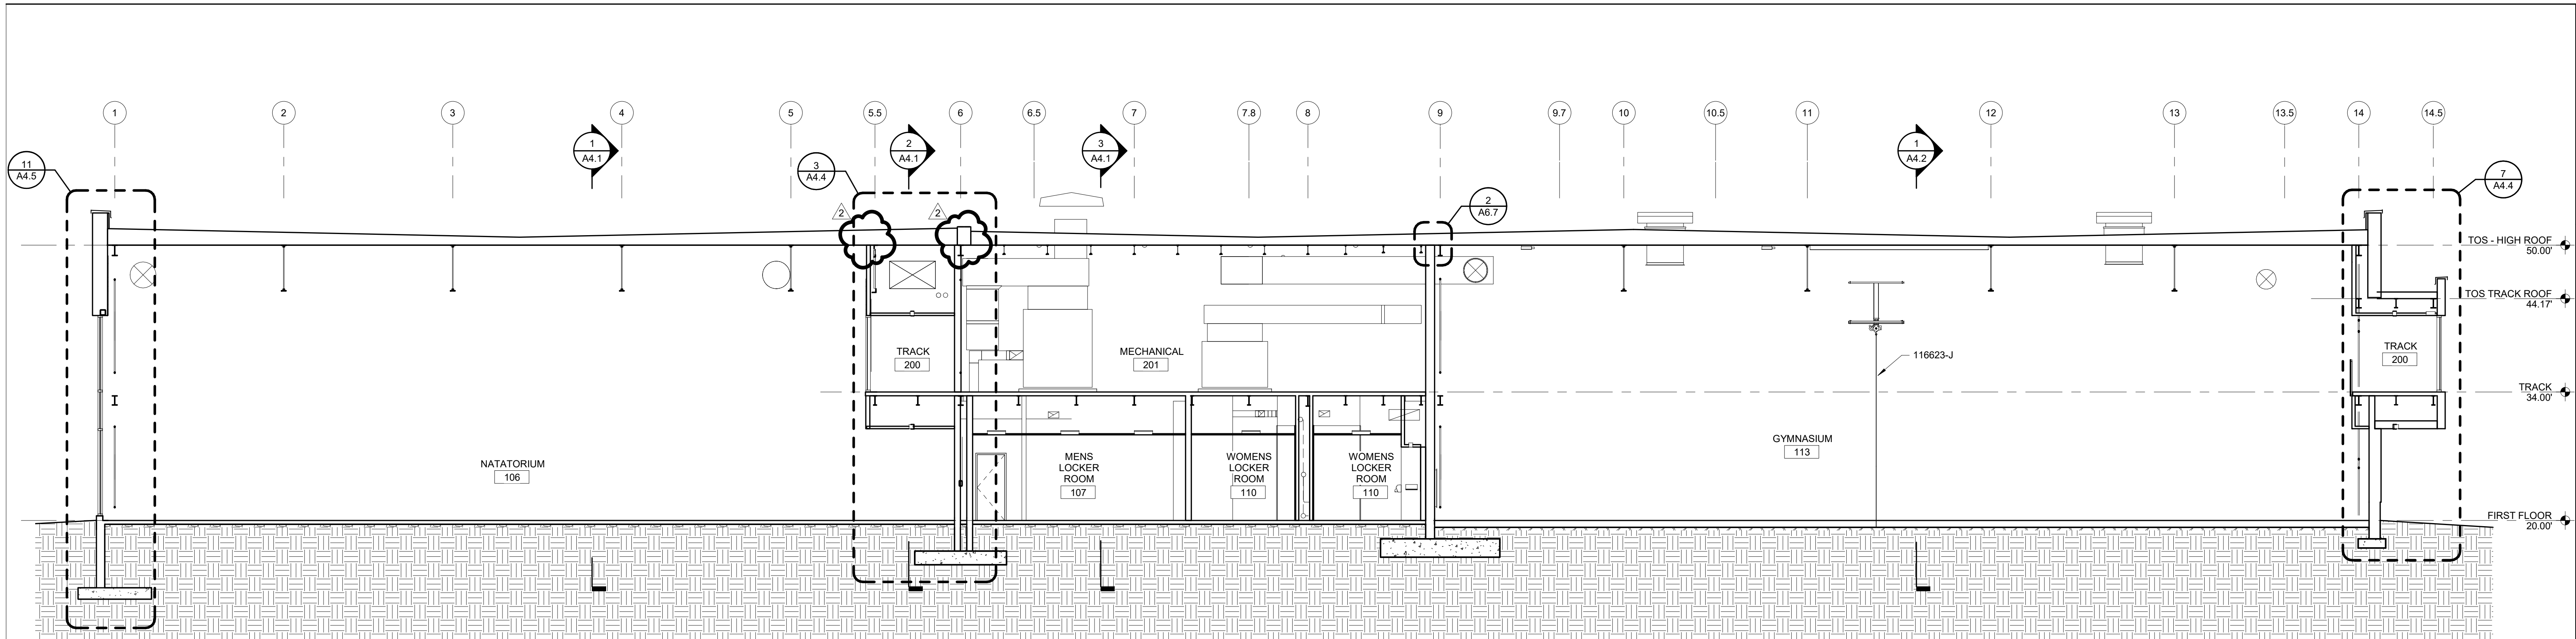 1
2
3
4
5
5.5
6
6.5
7
7.8
8
9
9.7
10
10.5
11
12
13
13.5
14
14.5
1
A4.1
2
A4.1
3
A4.1
1
A4.2
11
A4.5
3
A4.4
2
A6.7
7
A4.4
2
2
TOS - HIGH ROOF
50.00'
TOS TRACK ROOF
44.17'
TRACK
200
MECHANICAL
201
116623-J
TRACK
200
TRACK
34.00'
NATATORIUM
106
MENS
LOCKER
ROOM
107
WOMENS
LOCKER
ROOM
110
WOMENS
LOCKER
ROOM
110
GYMNASIUM
113
FIRST FLOOR
20.00'